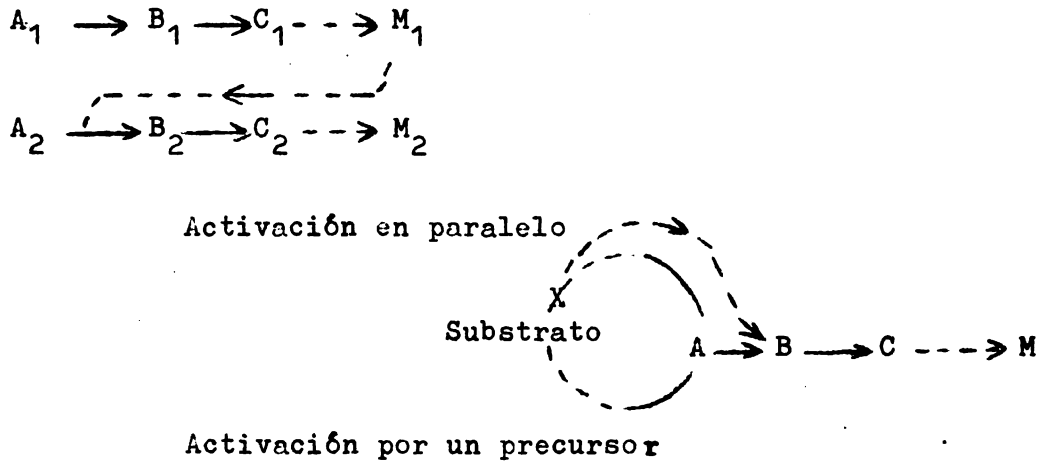 A₁ → B₁ → C₁ --→ M₁
A₂ → B₂ → C₂ --→ M₂
Activación en paralelo
X
Substrato
A → B → C ---→ M
Activación por un precursor